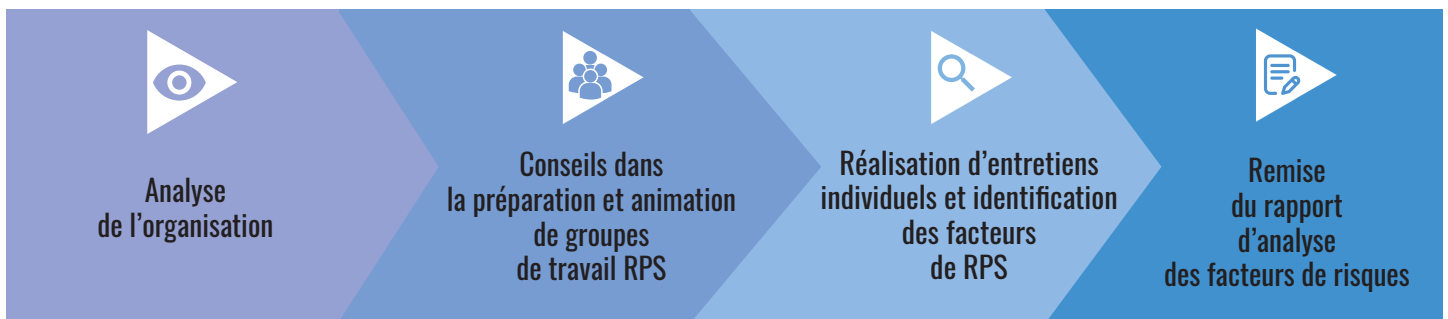 Analyse
de l’organisation
Conseils dans
la préparation et animation
de groupes
de travail RPS
Réalisation d’entretiens
individuels et identification
des facteurs
de RPS
Remise
du rapport
d’analyse
des facteurs de risques